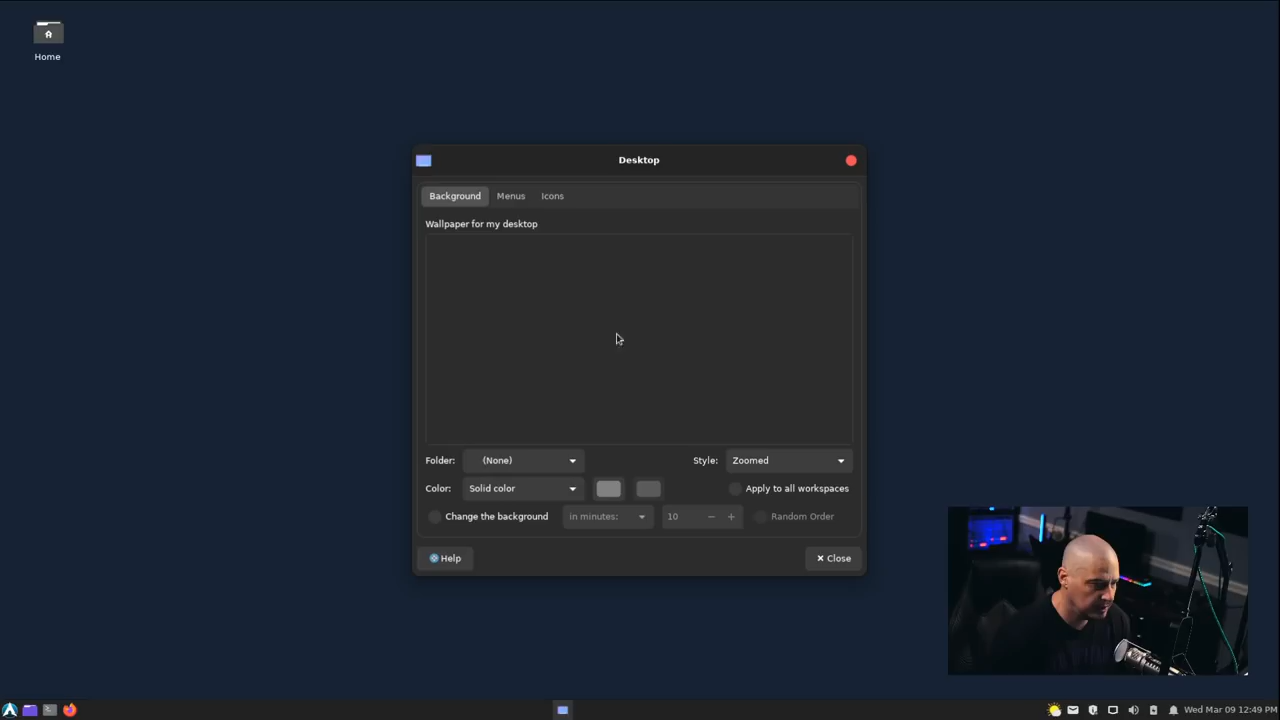 Home
Desktop
Background Menus Icons
Wallpaper for my desktop
Folder: (None) Style: Zoomed
Color: Solid color Apply to all workspaces
Change the background in minutes: 10 Random Order
Help Close
Wed Mar 09 12:49 PM